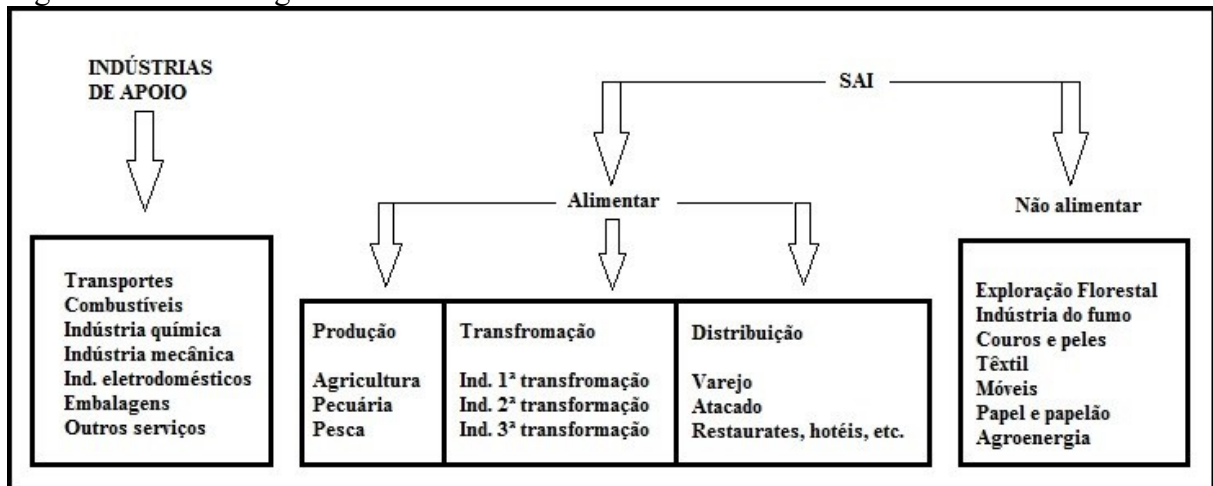 INDÚSTRIAS
DE APOIO
SAI
Alimentar
Não alimentar
Transportes
Combustíveis
Indústria química
Indústria mecânica
Ind. eletrodomésticos
Embalagens
Outros serviços
Produção
Agricultura
Pecuária
Pesca
Transfromação
Ind. 1ª transfromação
Ind. 2ª transformação
Ind. 3ª transformação
Distribuição
Varejo
Atacado
Restaurates, hotéis, etc.
Exploração Florestal
Indústria do fumo
Couros e peles
Têxtil
Móveis
Papel e papelão
Agroenergia